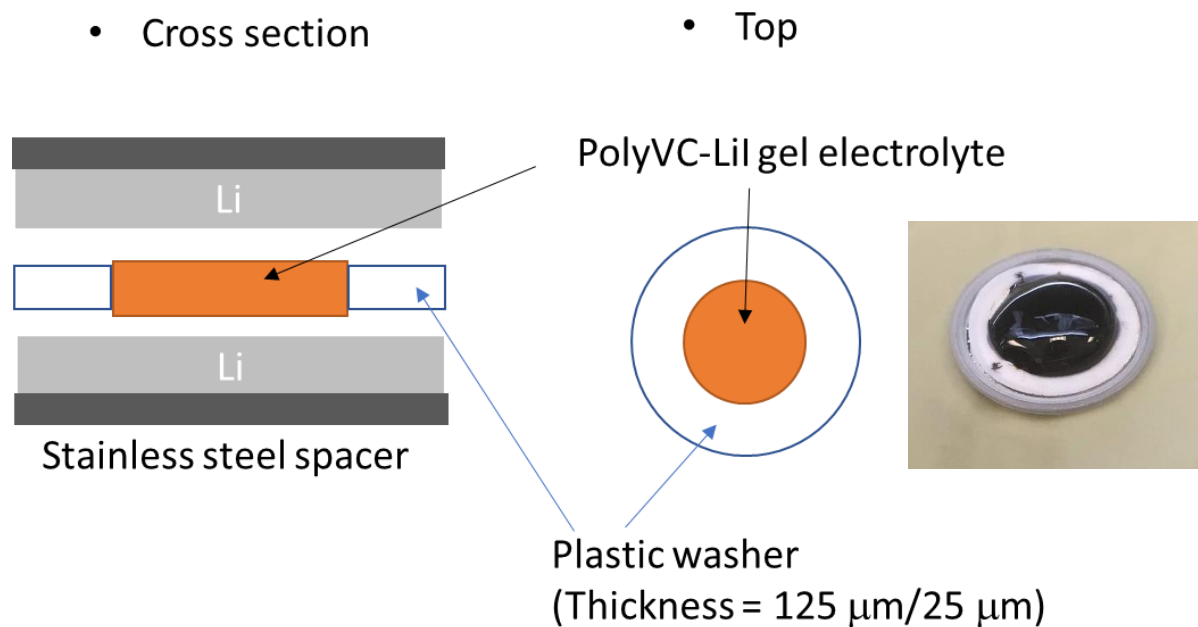 • Cross section
• Top
PolyVC-LiI gel electrolyte
Li
Li
Stainless steel spacer
Plastic washer
(Thickness = 125 μm/25 μm)